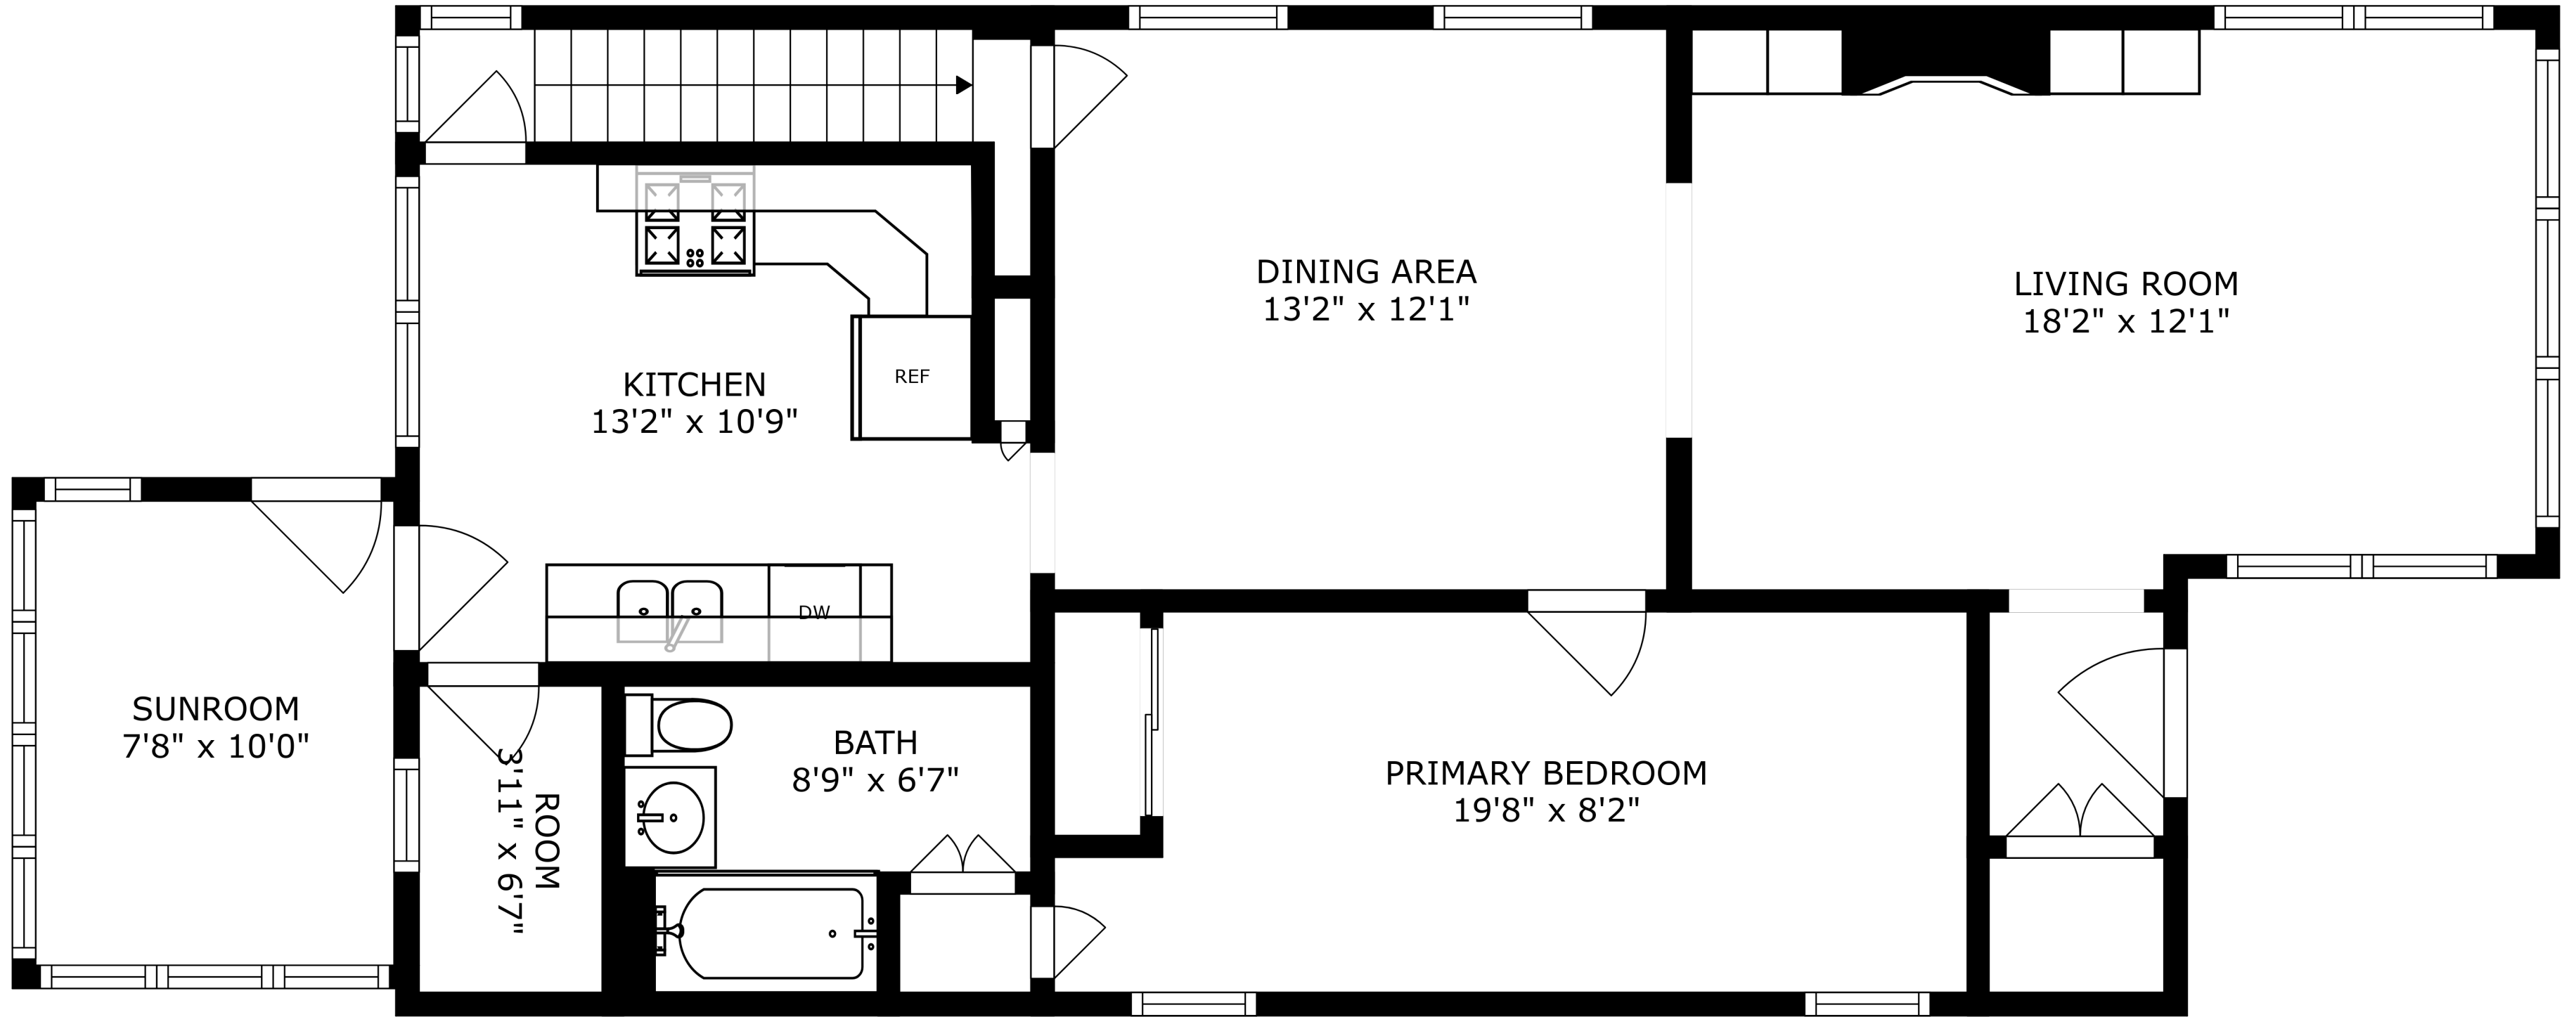 DINING AREA
13'2" x 12'1"
LIVING ROOM
18'2" x 12'1"
KITCHEN
13'2" x 10'9"
REF
DW
SUNROOM
7'8" x 10'0"
ROOM
3'11" x 6'7"
BATH
8'9" x 6'7"
PRIMARY BEDROOM
19'8" x 8'2"